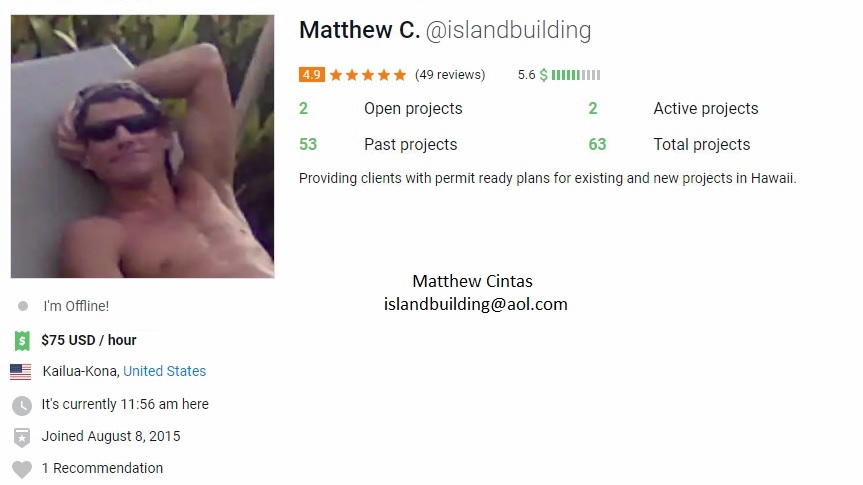 Matthew C. @islandbuilding
4.9 (49 reviews) 5.6 $
2 Open projects 2 Active projects
53 Past projects 63 Total projects
Providing clients with permit ready plans for existing and new projects in Hawaii.
Matthew Cintas
islandbuilding@aol.com
I'm Offline!
$ $75 USD / hour
Kailua-Kona, United States
It's currently 11:56 am here
Joined August 8, 2015
1 Recommendation